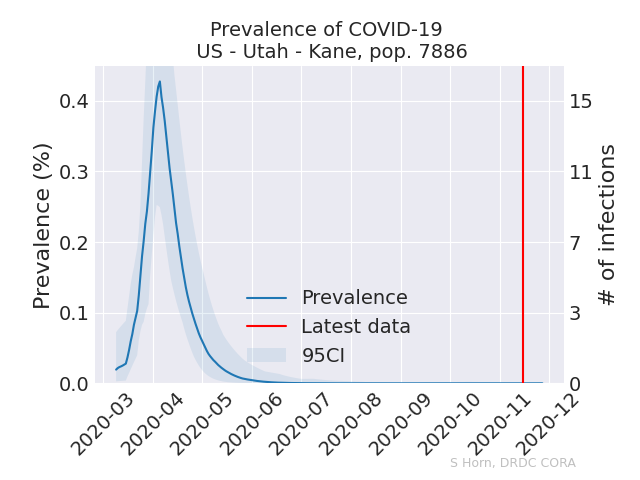 Prevalence of COVID-19
US - Utah - Kane, pop. 7886
Prevalence (%)
0.4
0.3
0.2
0.1
0.0
15
11
7
3
0
# of infections
Prevalence
Latest data
95CI
2020-03
2020-04
2020-05
2020-06
2020-07
2020-08
2020-09
2020-10
2020-11
2020-12
S Horn, DRDC CORA